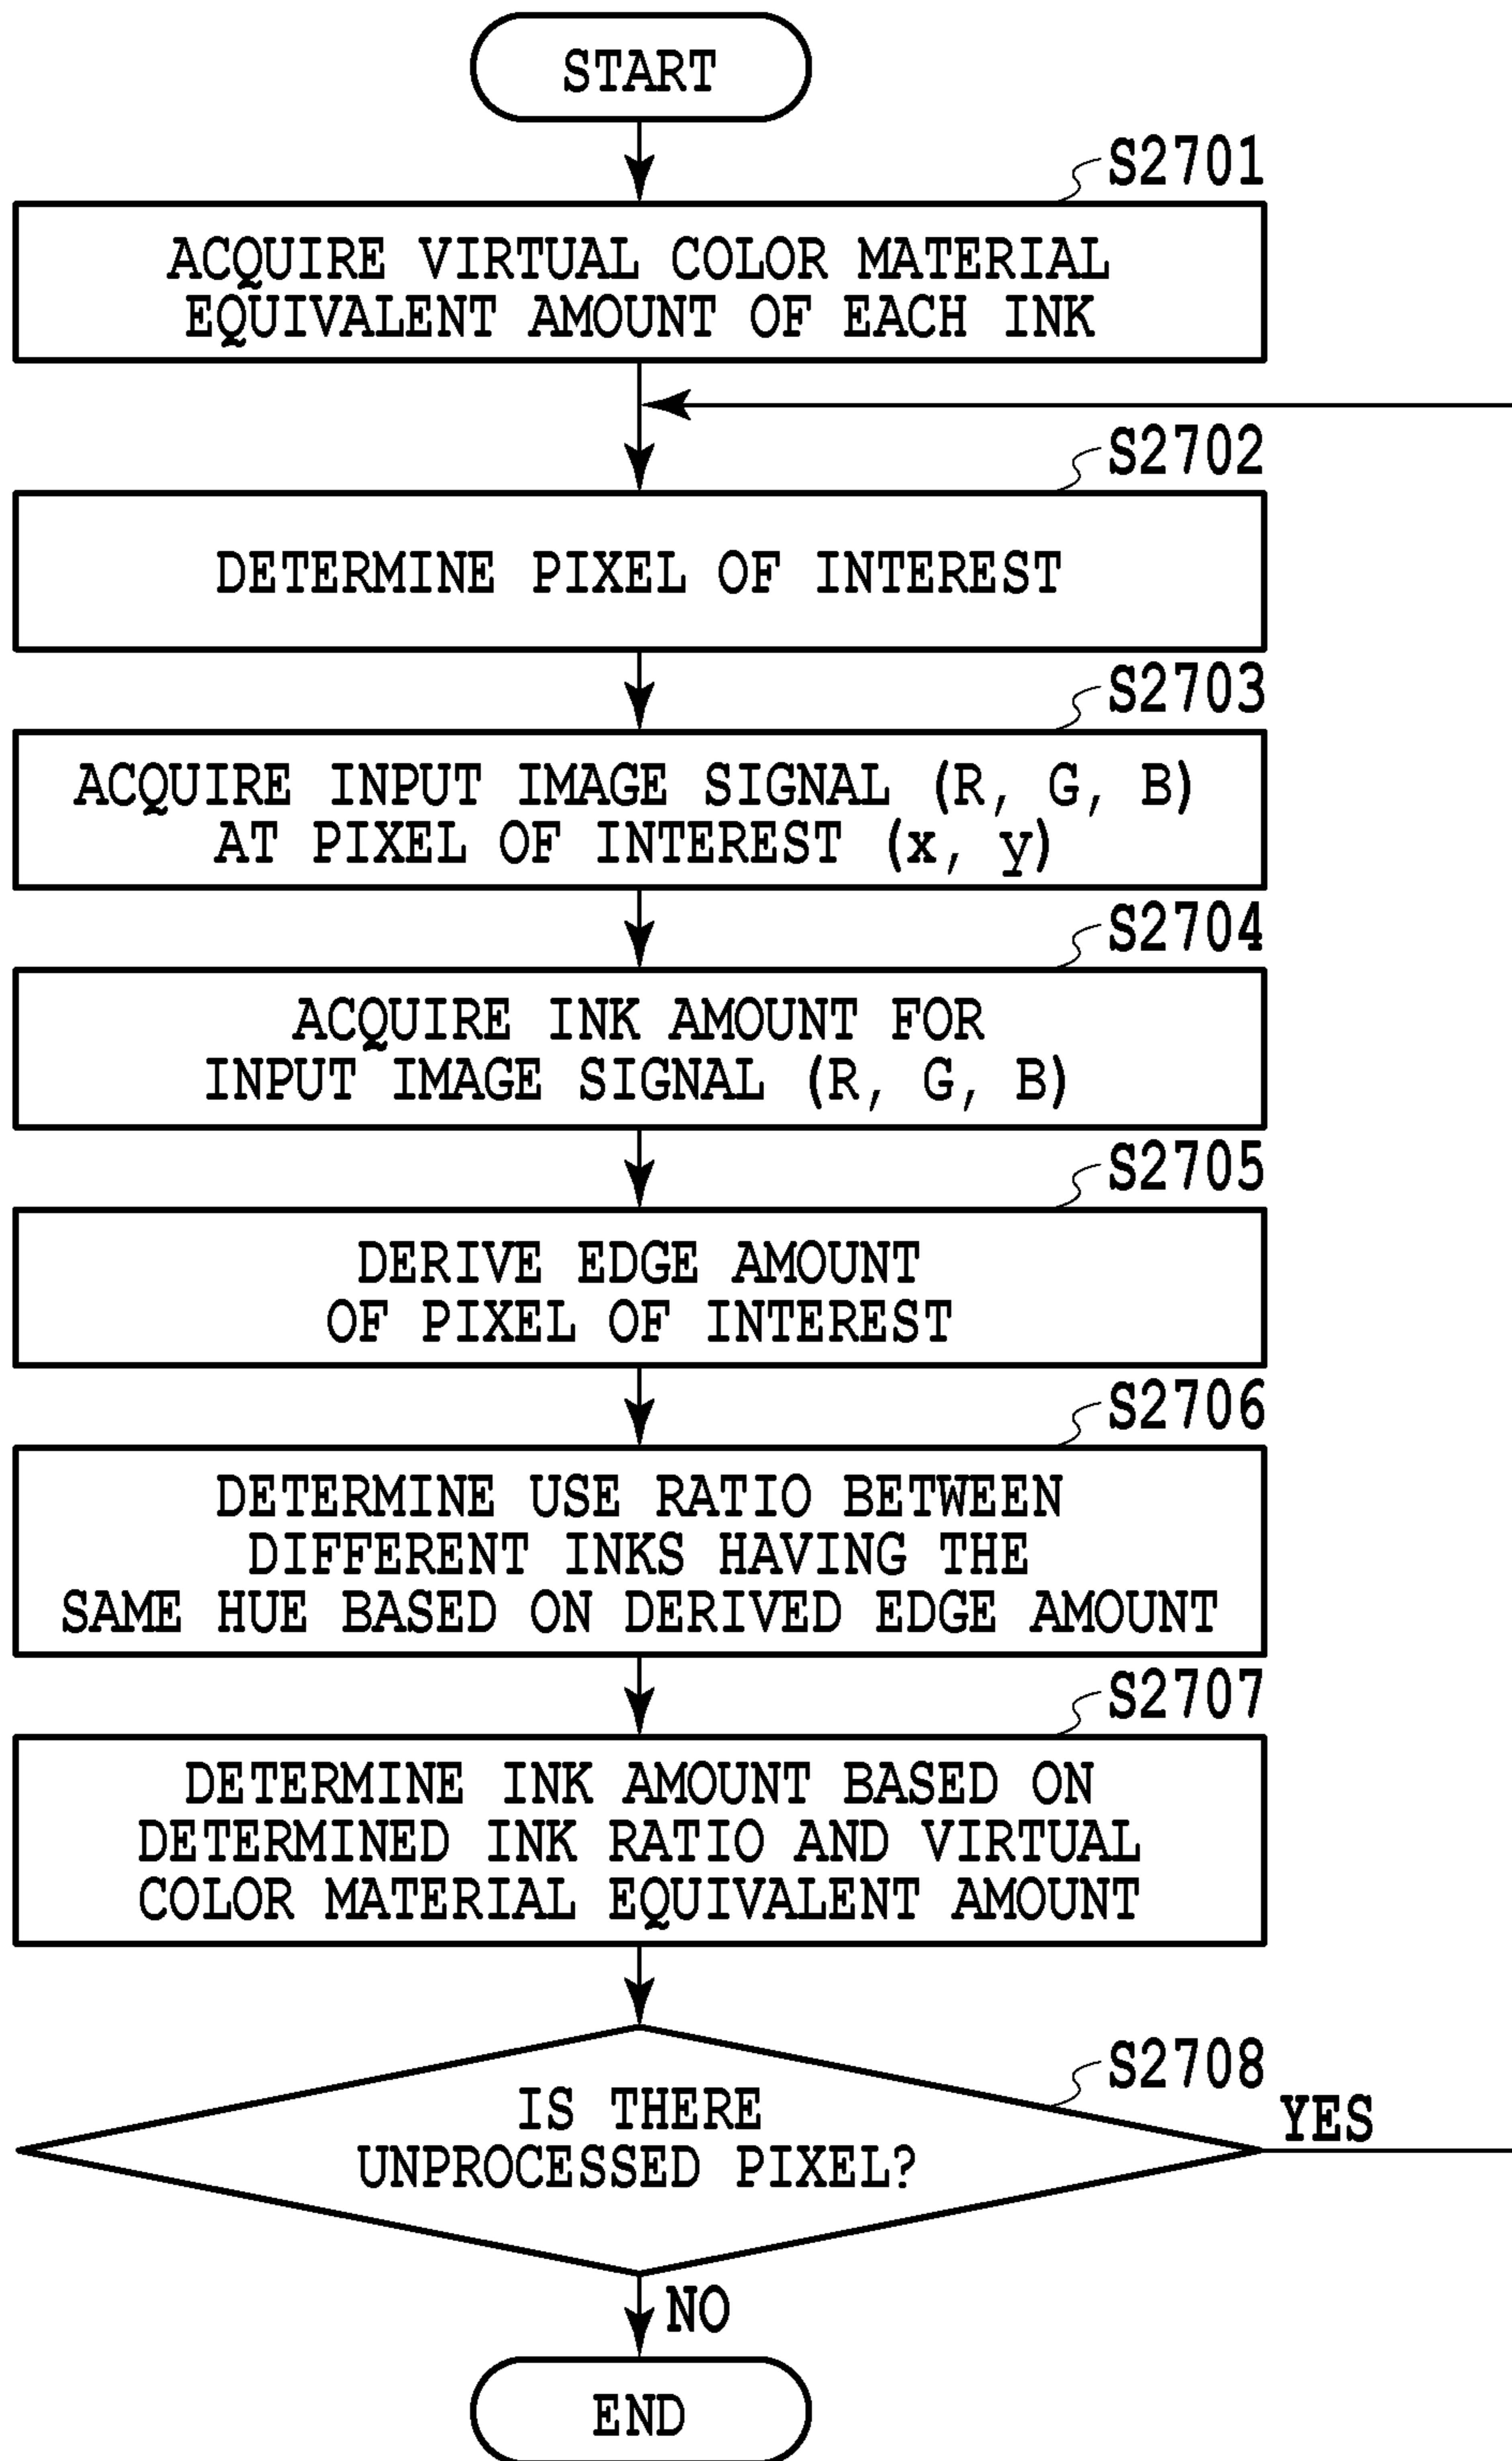 START
S2701
ACQUIRE VIRTUAL COLOR MATERIAL
EQUIVALENT AMOUNT OF EACH INK
S2702
DETERMINE PIXEL OF INTEREST
S2703
ACQUIRE INPUT IMAGE SIGNAL (R, G, B)
AT PIXEL OF INTEREST (x, y)
S2704
ACQUIRE INK AMOUNT FOR
INPUT IMAGE SIGNAL (R, G, B)
S2705
DERIVE EDGE AMOUNT
OF PIXEL OF INTEREST
S2706
DETERMINE USE RATIO BETWEEN
DIFFERENT INKS HAVING THE
SAME HUE BASED ON DERIVED EDGE AMOUNT
S2707
DETERMINE INK AMOUNT BASED ON
DETERMINED INK RATIO AND VIRTUAL
COLOR MATERIAL EQUIVALENT AMOUNT
S2708
IS THERE
UNPROCESSED PIXEL?
YES
NO
END